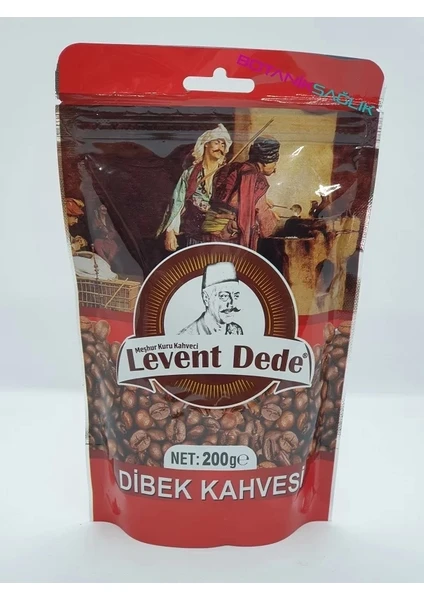 BOTANİK
SAĞLIK
Meşhur Kuru Kahveci
Levent Dede®
NET: 200g℮
DİBEK KAHVESİ